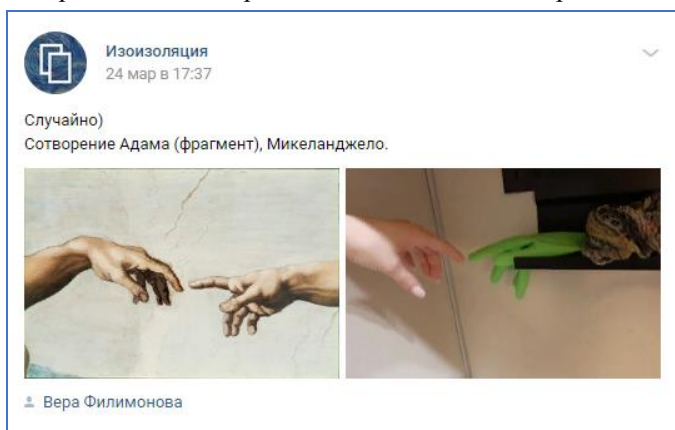 Изоизоляция
24 мар в 17:37
Случайно)
Сотворение Адама (фрагмент), Микеланджело.
Вера Филимонова